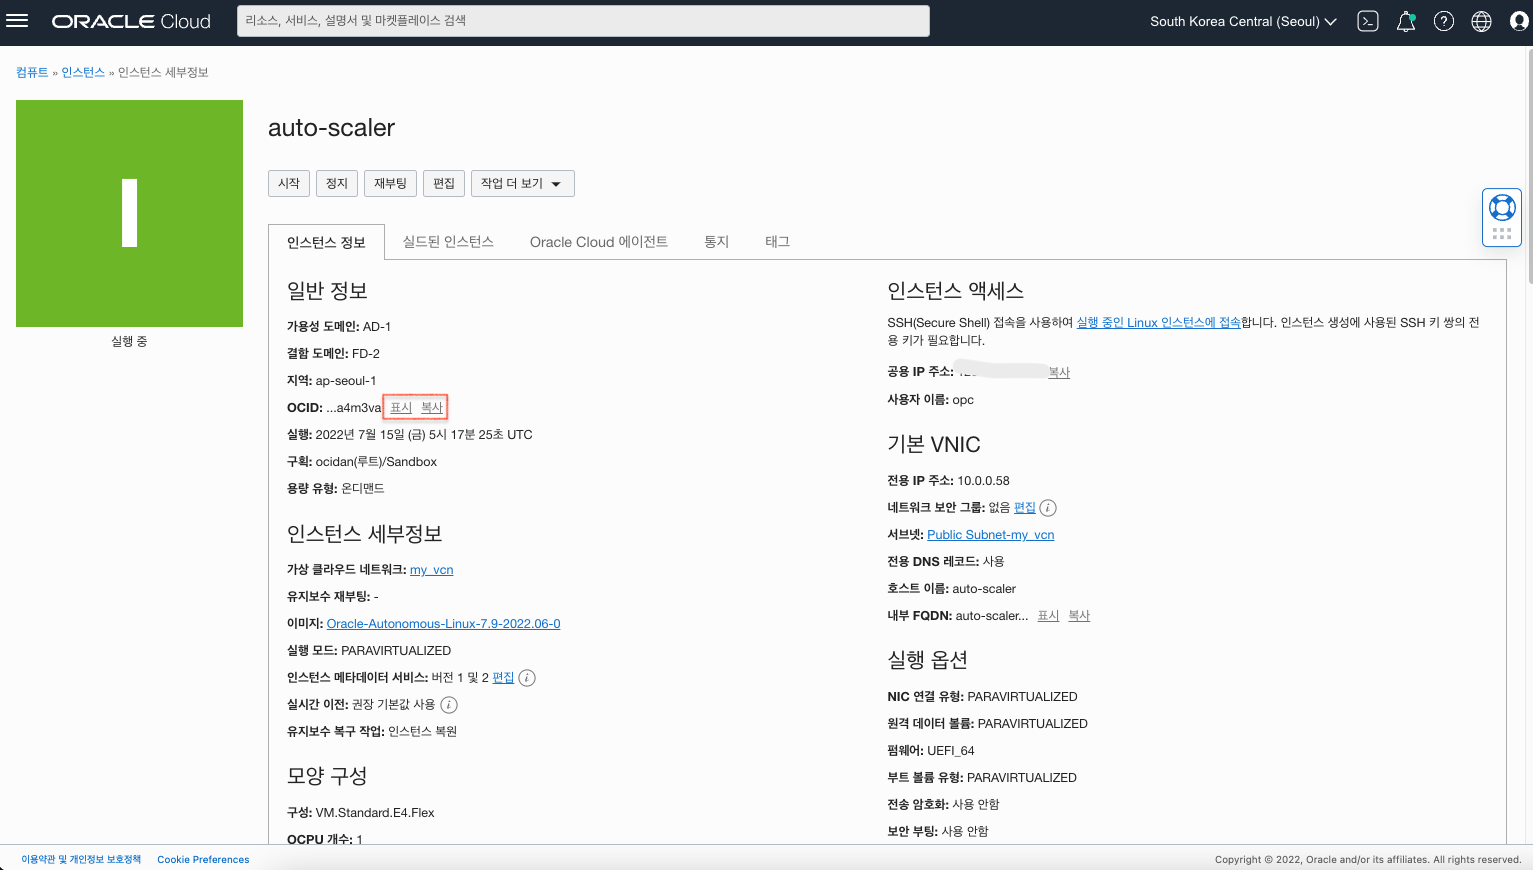 ORACLE Cloud
리소스, 서비스, 설명서 및 마켓플레이스 검색
South Korea Central (Seoul)
컴퓨트 » 인스턴스 » 인스턴스 세부정보
I
실행 중
auto-scaler
시작 정지 재부팅 편집 작업 더 보기
인스턴스 정보 실드된 인스턴스 Oracle Cloud 에이전트 통지 태그
일반 정보
가용성 도메인: AD-1
결함 도메인: FD-2
지역: ap-seoul-1
OCID: ...a4m3va 표시 복사
실행: 2022년 7월 15일 (금) 5시 17분 25초 UTC
구획: ocidan(루트)/Sandbox
용량 유형: 온디맨드
인스턴스 세부정보
가상 클라우드 네트워크: my_vcn
유지보수 재부팅: -
이미지: Oracle-Autonomous-Linux-7.9-2022.06-0
실행 모드: PARAVIRTUALIZED
인스턴스 메타데이터 서비스: 버전 1 및 2 편집
실시간 이전: 권장 기본값 사용
유지보수 복구 작업: 인스턴스 복원
모양 구성
구성: VM.Standard.E4.Flex
OCPU 개수: 1
인스턴스 액세스
SSH(Secure Shell) 접속을 사용하여 실행 중인 Linux 인스턴스에 접속합니다. 인스턴스 생성에 사용된 SSH 키 쌍의 전
용 키가 필요합니다.
공용 IP 주소: 복사
사용자 이름: opc
기본 VNIC
전용 IP 주소: 10.0.0.58
네트워크 보안 그룹: 없음 편집
서브넷: Public Subnet-my_vcn
전용 DNS 레코드: 사용
호스트 이름: auto-scaler
내부 FQDN: auto-scaler... 표시 복사
실행 옵션
NIC 연결 유형: PARAVIRTUALIZED
원격 데이터 볼륨: PARAVIRTUALIZED
펌웨어: UEFI_64
부트 볼륨 유형: PARAVIRTUALIZED
전송 암호화: 사용 안함
보안 부팅: 사용 안함
이용약관 및 개인정보 보호정책 Cookie Preferences
Copyright © 2022, Oracle and/or its affiliates. All rights reserved.